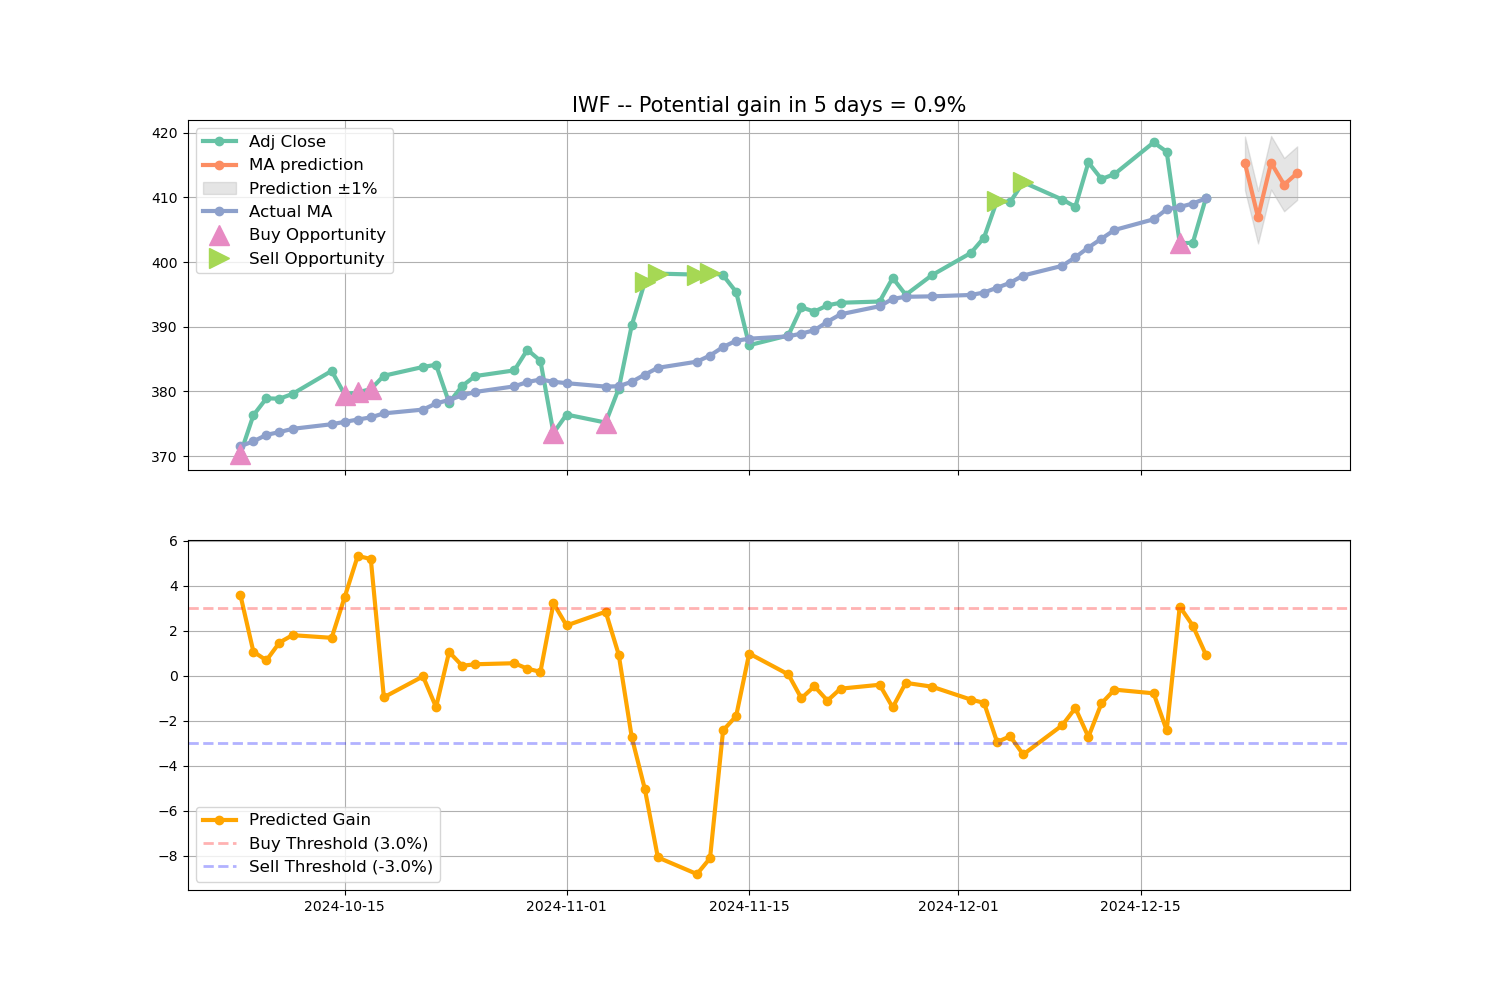 IWF -- Potential gain in 5 days = 0.9%
420
410
400
390
380
370
Adj Close
MA prediction
Prediction ±1%
Actual MA
Buy Opportunity
Sell Opportunity
6
4
2
0
−2
−4
−6
−8
Predicted Gain
Buy Threshold (3.0%)
Sell Threshold (-3.0%)
2024-10-15 2024-11-01 2024-11-15 2024-12-01 2024-12-15